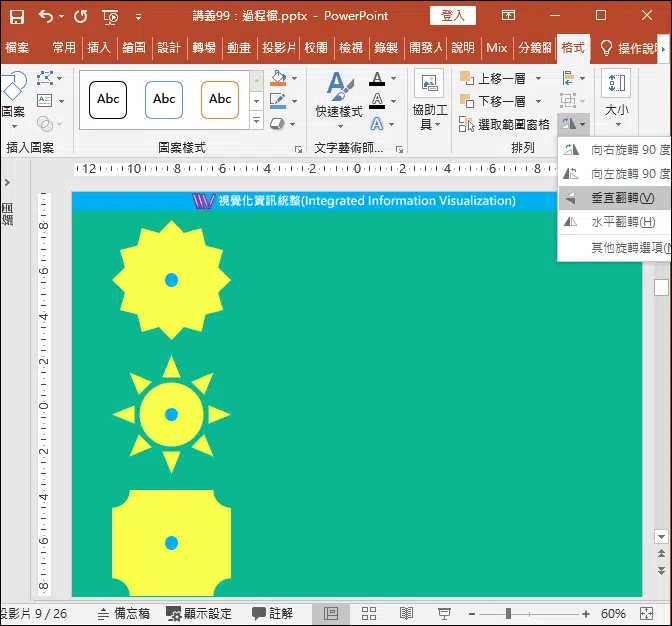 講義99：過程檔.pptx - PowerPoint 登入
檔案 常用 插入 繪圖 設計 轉場 動畫 投影片 校閱 檢視 錄製 開發人 說明 Mix 分鏡腳 格式 操作說明
圖案 Abc Abc Abc 快速樣式 協助工具 上移一層 下移一層 選取範圍窗格 大小
插入圖案 圖案樣式 文字藝術師... 排列
向右旋轉 90 度
向左旋轉 90 度
垂直翻轉(V)
水平翻轉(H)
其他旋轉選項(M
12 10 8 6 4 2 0 2 4 6 8
8 6 4 2 0 2 4 6 8
縮圖
視覺化資訊統整(Integrated Information Visualization)
投影片 9 / 26 備忘稿 顯示設定 註解 60%